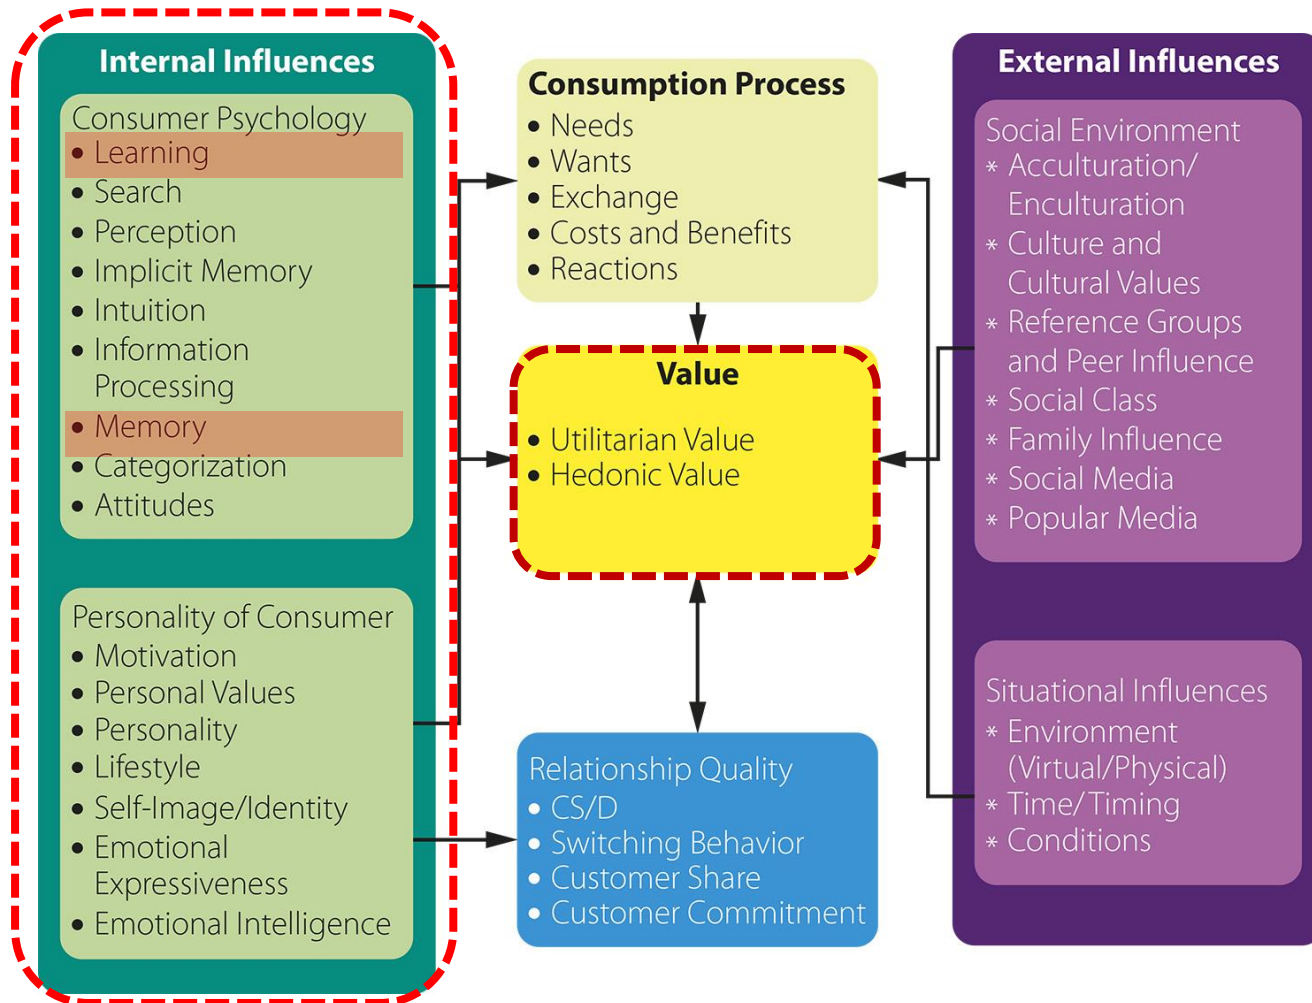 Internal Influences
Consumer Psychology
• Learning
• Search
• Perception
• Implicit Memory
• Intuition
• Information
Processing
• Memory
• Categorization
• Attitudes
Personality of Consumer
• Motivation
• Personal Values
• Personality
• Lifestyle
• Self-Image/Identity
• Emotional
Expressiveness
• Emotional Intelligence
Consumption Process
• Needs
• Wants
• Exchange
• Costs and Benefits
• Reactions
Value
• Utilitarian Value
• Hedonic Value
Relationship Quality
• CS/D
• Switching Behavior
• Customer Share
• Customer Commitment
External Influences
Social Environment
* Acculturation/
Enculturation
* Culture and
Cultural Values
* Reference Groups
and Peer Influence
* Social Class
* Family Influence
* Social Media
* Popular Media
Situational Influences
* Environment
(Virtual/Physical)
* Time/Timing
* Conditions